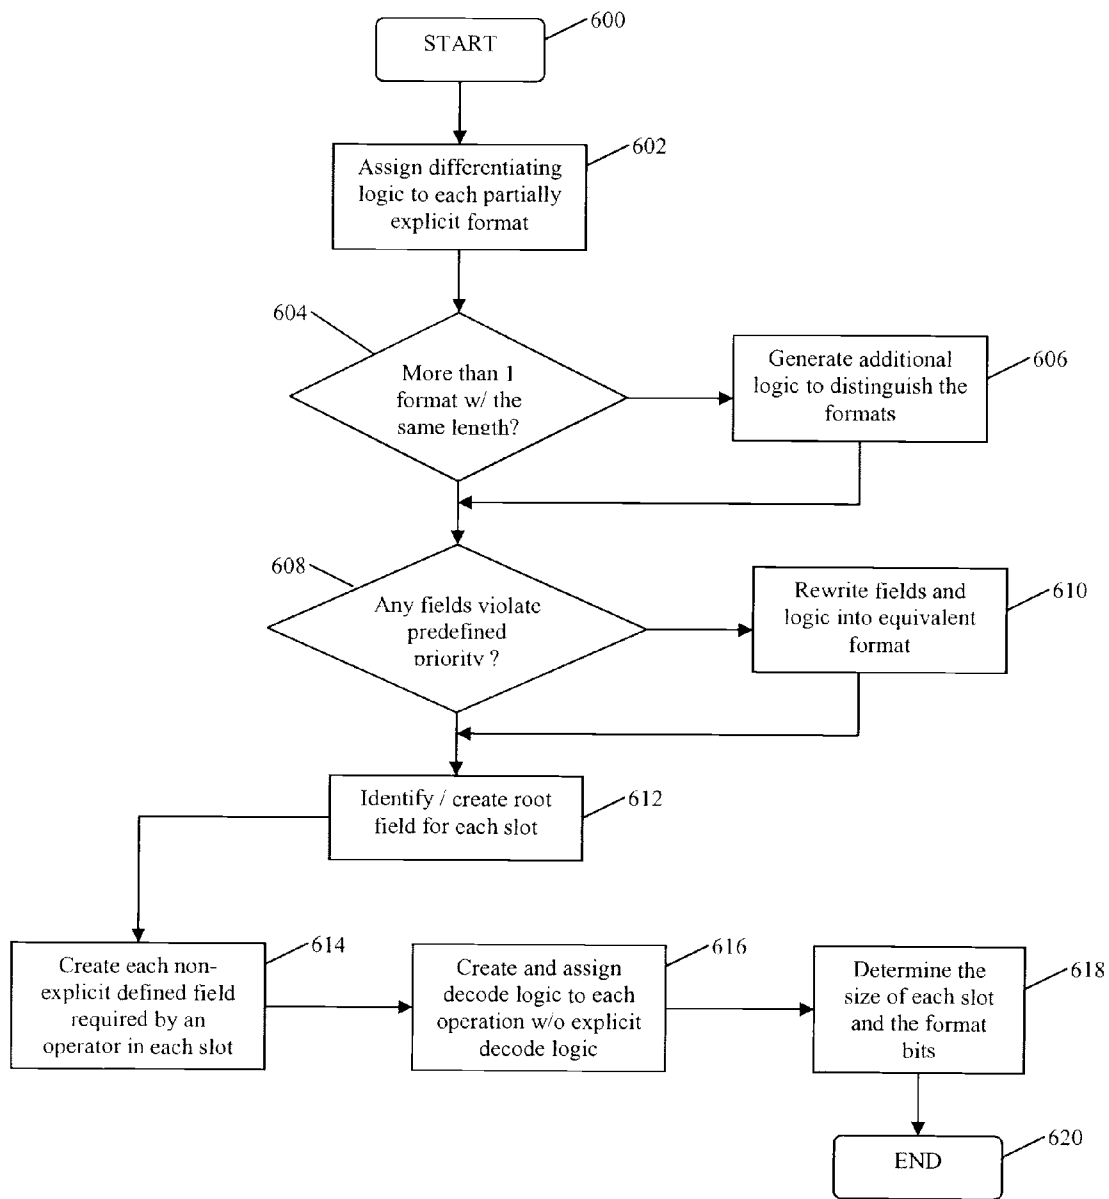 START
600
Assign differentiating
logic to each partially
explicit format
602
604
More than 1
format w/ the
same length?
Generate additional
logic to distinguish the
formats
606
608
Any fields violate
predefined
priority ?
Rewrite fields and
logic into equivalent
format
610
Identify / create root
field for each slot
612
Create each non-
explicit defined field
required by an
operator in each slot
614
Create and assign
decode logic to each
operation w/o explicit
decode logic
616
Determine the
size of each slot
and the format
bits
618
END
620